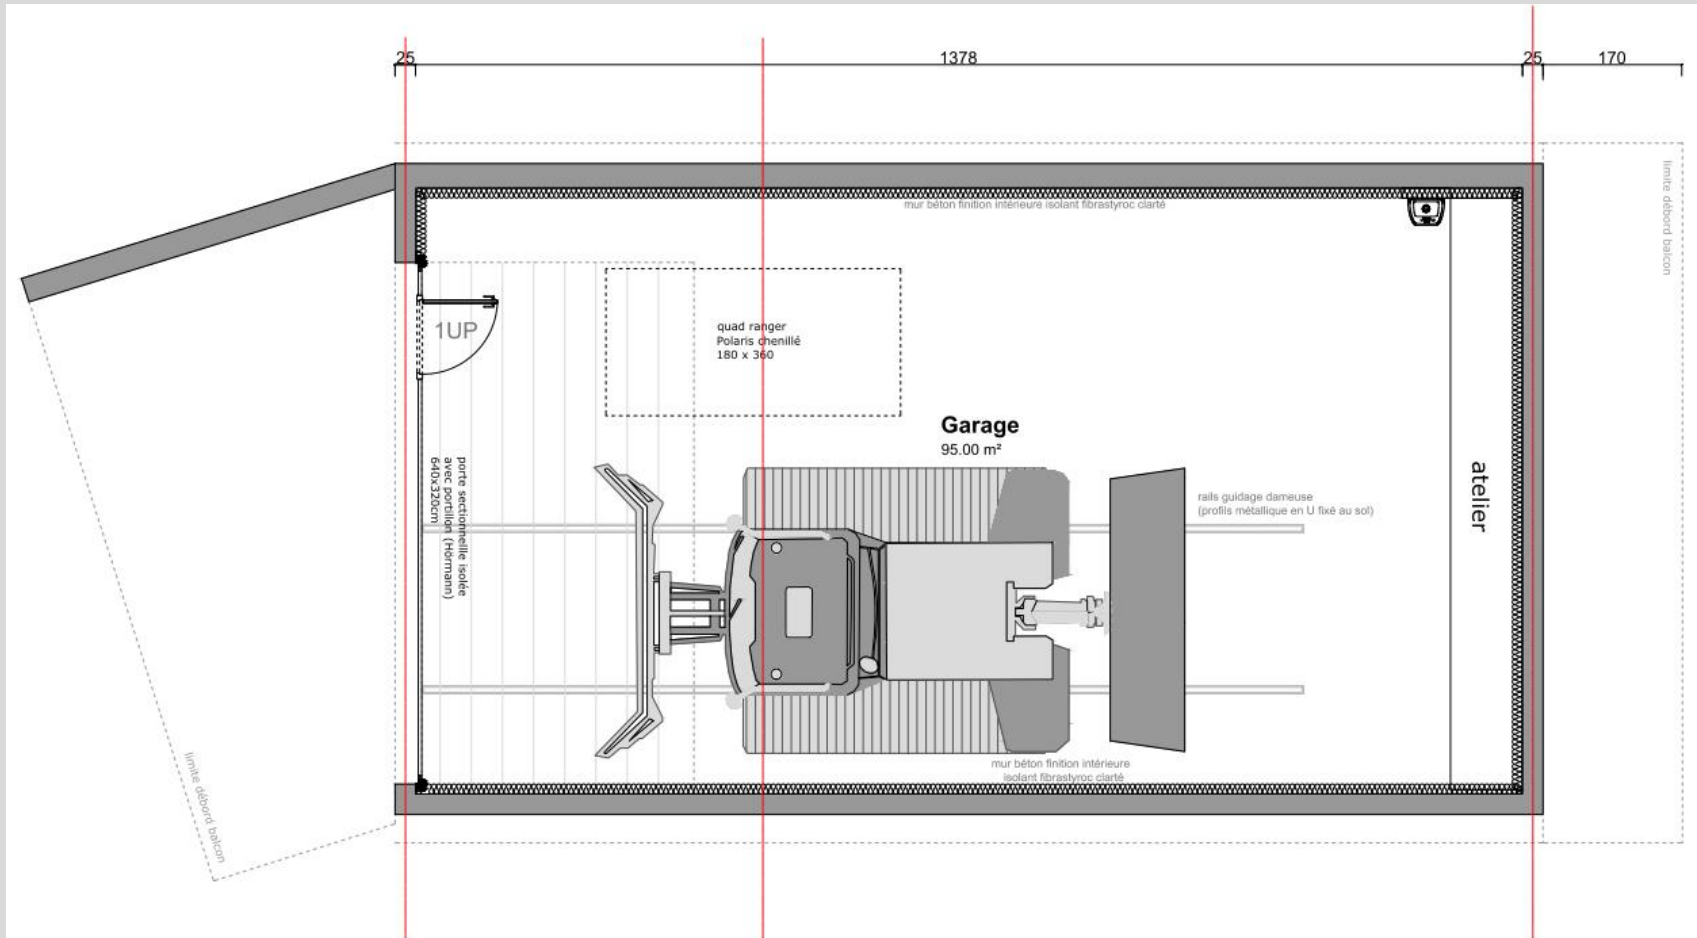 25
1378
25
170
mur béton finition intérieure isolant fibrastyroc clarté
limite débord balcon
1UP
quad ranger
Polaris chenillé
180 x 360
Garage
95.00 m²
porte sectionnellle isolée
avec portillon (Hörmann)
640x320cm
atelier
rails guidage dameuse
(profils métallique en U fixé au sol)
mur béton finition intérieure
isolant fibrastyroc clarté
limite débord balcon